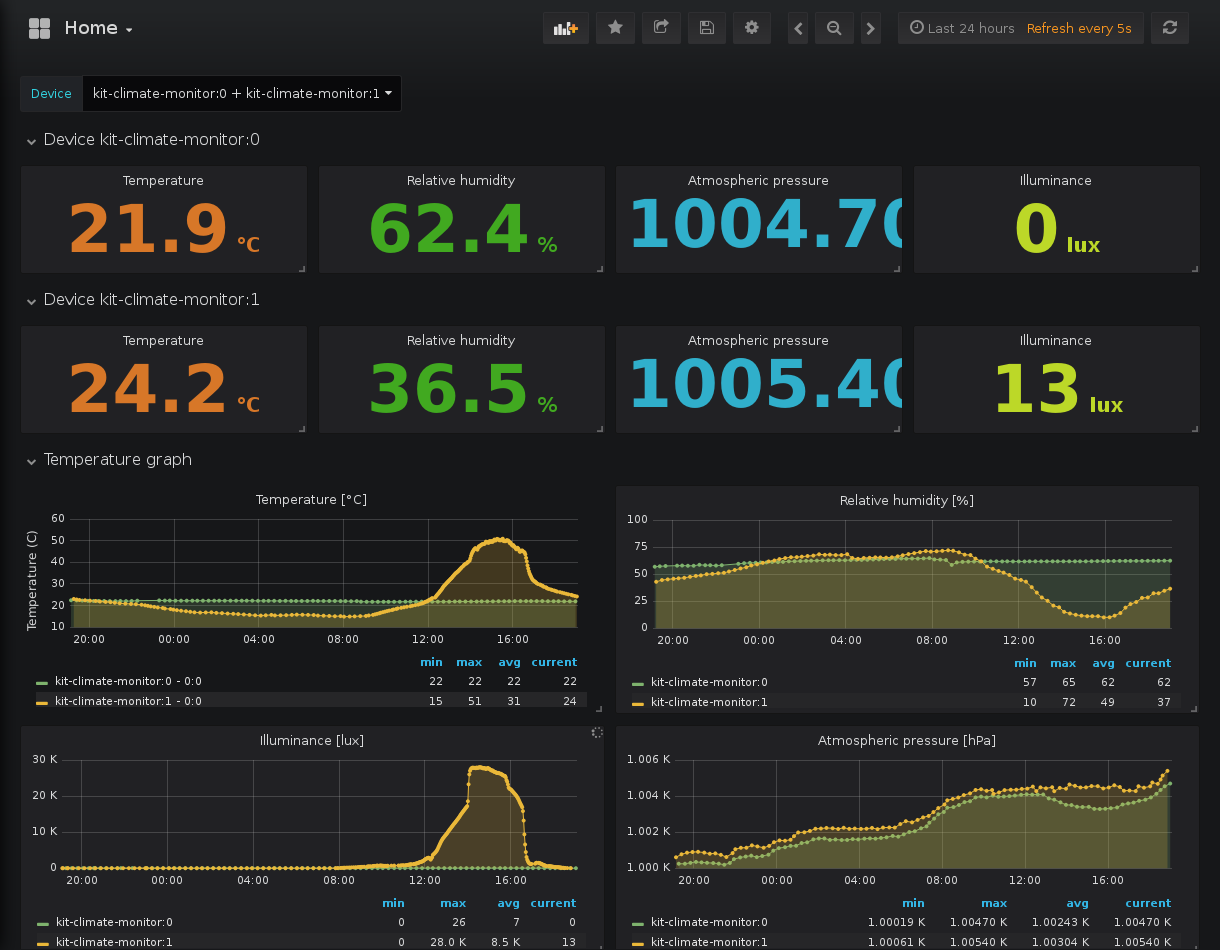 Home
Last 24 hours Refresh every 5s
Device kit-climate-monitor:0 + kit-climate-monitor:1
Device kit-climate-monitor:0
Temperature Relative humidity Atmospheric pressure Illuminance
21.9 °C 62.4 % 1004.70 0 lux
Device kit-climate-monitor:1
Temperature Relative humidity Atmospheric pressure Illuminance
24.2 °C 36.5 % 1005.40 13 lux
Temperature graph
Temperature [°C]
Temperature (C)
60
50
40
30
20
10
20:00 00:00 04:00 08:00 12:00 16:00
min max avg current
kit-climate-monitor:0 - 0:0 22 22 22 22
kit-climate-monitor:1 - 0:0 15 51 31 24
Relative humidity [%]
100
75
50
25
0
20:00 00:00 04:00 08:00 12:00 16:00
min max avg current
kit-climate-monitor:0 57 65 62 62
kit-climate-monitor:1 10 72 49 37
Illuminance [lux]
30 K
20 K
10 K
0
20:00 00:00 04:00 08:00 12:00 16:00
min max avg current
kit-climate-monitor:0 0 26 7 0
kit-climate-monitor:1 0 28.0 K 8.5 K 13
Atmospheric pressure [hPa]
1.006 K
1.004 K
1.002 K
1.000 K
20:00 00:00 04:00 08:00 12:00 16:00
min max avg current
kit-climate-monitor:0 1.00019 K 1.00470 K 1.00243 K 1.00470 K
kit-climate-monitor:1 1.00061 K 1.00540 K 1.00304 K 1.00540 K